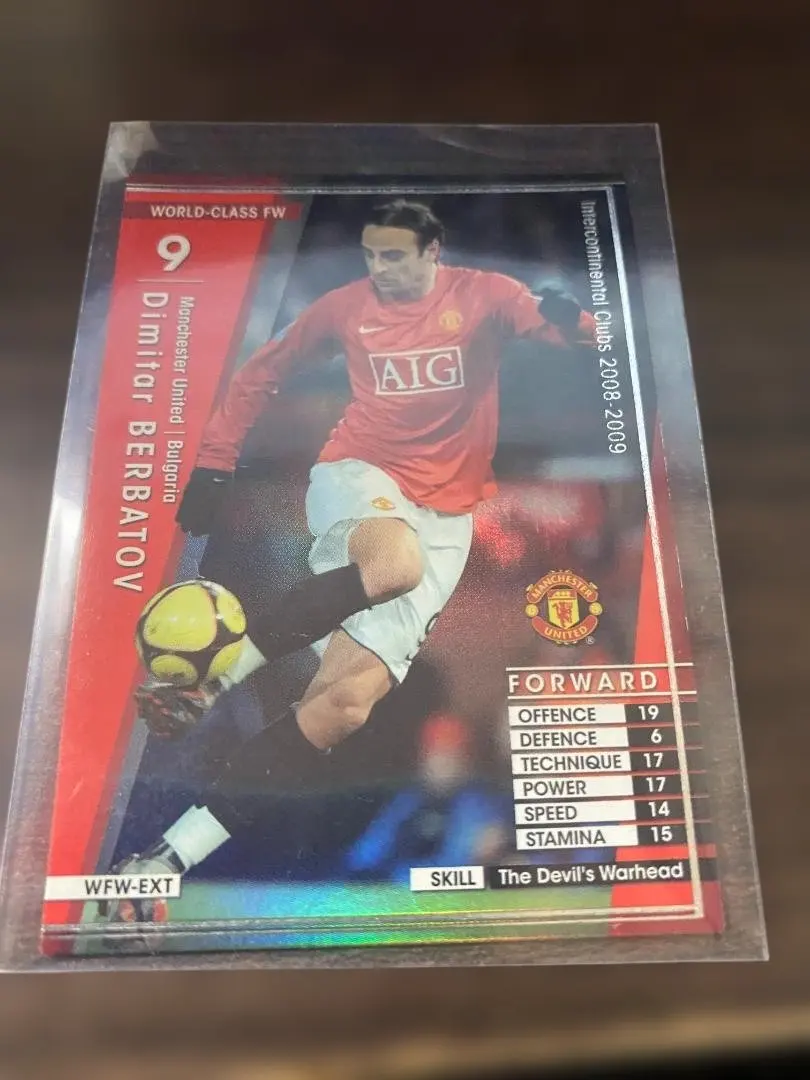 WORLD-CLASS FW
9
Manchester United | Bulgaria
Dimitar BERBATOV
Intercontinental Clubs 2008-2009
AIG
MANCHESTER
UNITED
®
FORWARD
OFFENCE 19
DEFENCE 6
TECHNIQUE 17
POWER 17
SPEED 14
STAMINA 15
WFW-EXT
SKILL The Devil's Warhead